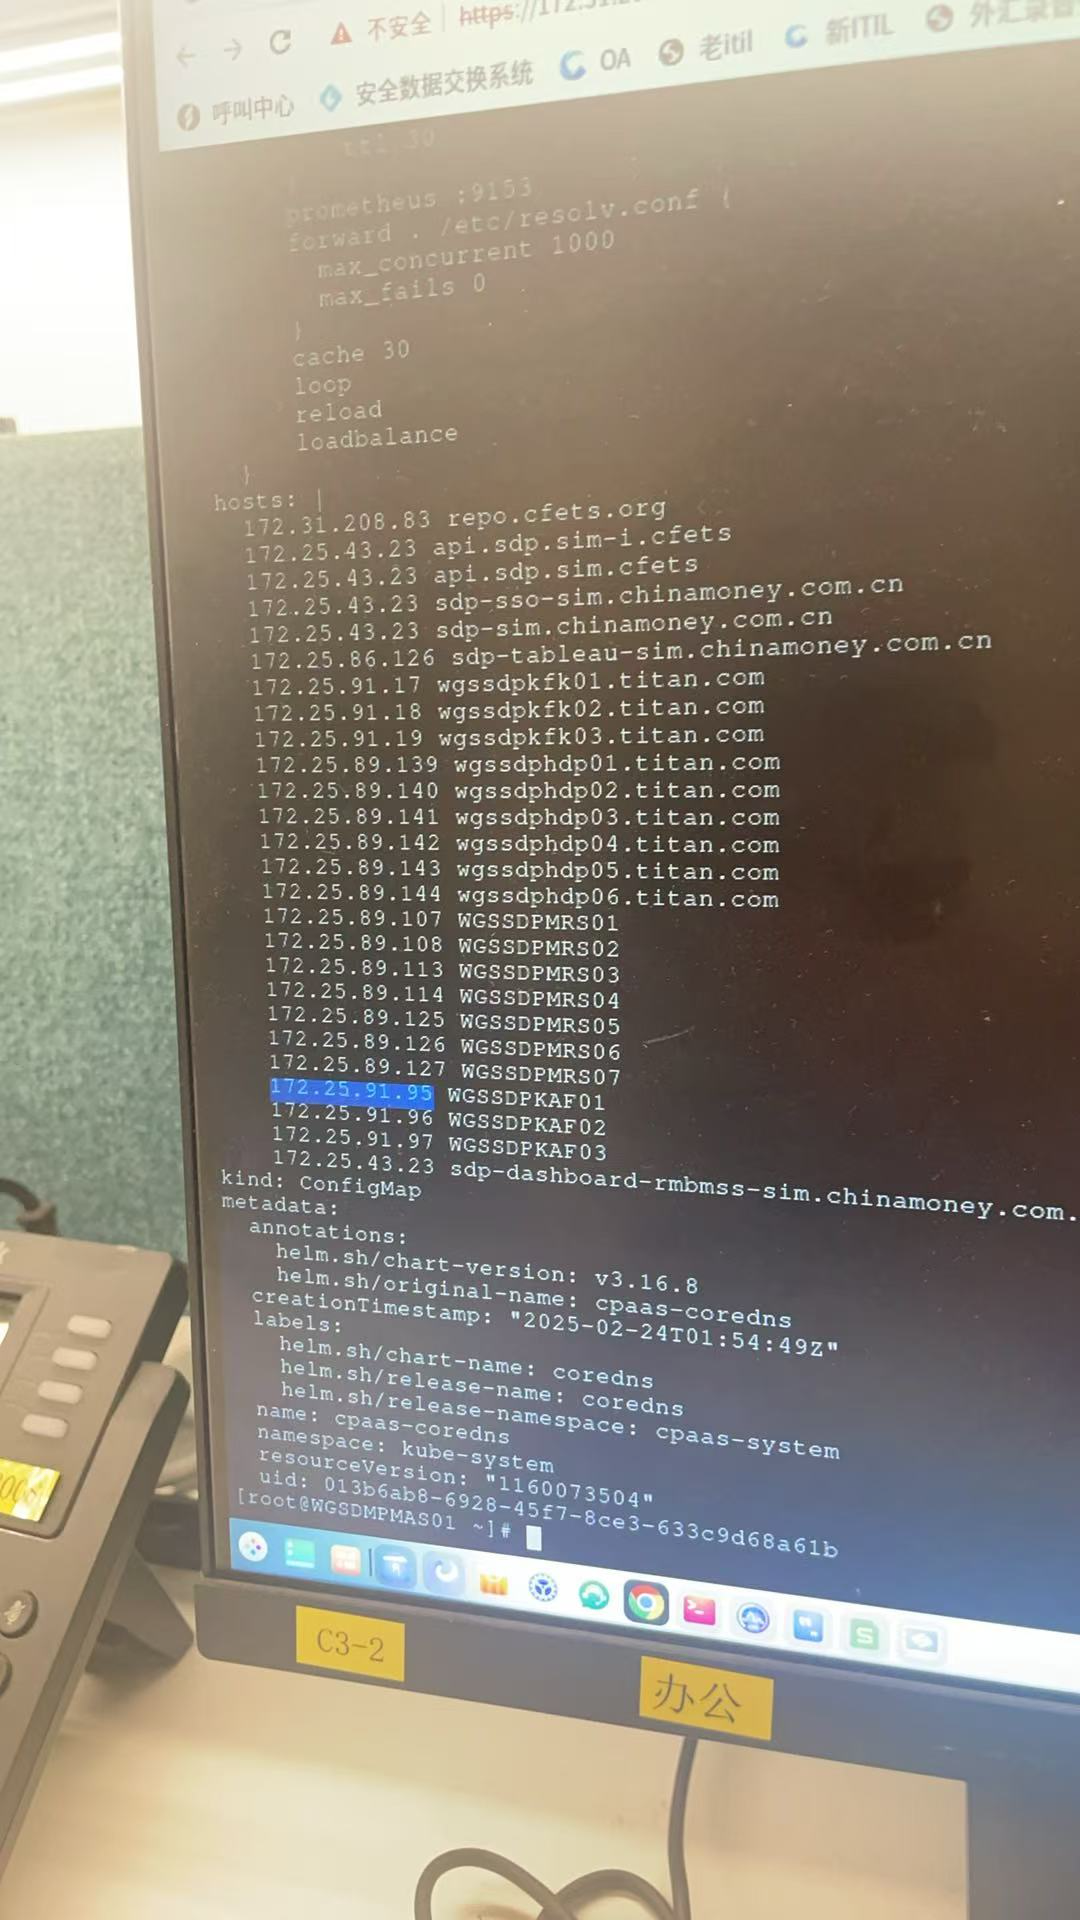 不安全 https://172.31.2
呼叫中心 安全数据交换系统 OA 老itil 新ITIL 外汇录音
ttl 30
prometheus :9153
forward . /etc/resolv.conf {
max_concurrent 1000
max_fails 0
}
cache 30
loop
reload
loadbalance
}
hosts: |
172.31.208.83 repo.cfets.org
172.25.43.23 api.sdp.sim-i.cfets
172.25.43.23 api.sdp.sim.cfets
172.25.43.23 sdp-sso-sim.chinamoney.com.cn
172.25.43.23 sdp-sim.chinamoney.com.cn
172.25.86.126 sdp-tableau-sim.chinamoney.com.cn
172.25.91.17 wgssdpkfk01.titan.com
172.25.91.18 wgssdpkfk02.titan.com
172.25.91.19 wgssdpkfk03.titan.com
172.25.89.139 wgssdphdp01.titan.com
172.25.89.140 wgssdphdp02.titan.com
172.25.89.141 wgssdphdp03.titan.com
172.25.89.142 wgssdphdp04.titan.com
172.25.89.143 wgssdphdp05.titan.com
172.25.89.144 wgssdphdp06.titan.com
172.25.89.107 WGSSDPMRS01
172.25.89.108 WGSSDPMRS02
172.25.89.113 WGSSDPMRS03
172.25.89.114 WGSSDPMRS04
172.25.89.125 WGSSDPMRS05
172.25.89.126 WGSSDPMRS06
172.25.89.127 WGSSDPMRS07
172.25.91.95 WGSSDPKAF01
172.25.91.96 WGSSDPKAF02
172.25.91.97 WGSSDPKAF03
172.25.43.23 sdp-dashboard-rmbmss-sim.chinamoney.com.
kind: ConfigMap
metadata:
annotations:
helm.sh/chart-version: v3.16.8
helm.sh/original-name: cpaas-coredns
creationTimestamp: "2025-02-24T01:54:49Z"
labels:
helm.sh/chart-name: coredns
helm.sh/release-name: coredns
helm.sh/release-namespace: cpaas-system
name: cpaas-coredns
namespace: kube-system
resourceVersion: "1160073504"
uid: 013b6ab8-6928-45f7-8ce3-633c9d68a61b
[root@WGSDMPMAS01 ~]#
C3-2
办公